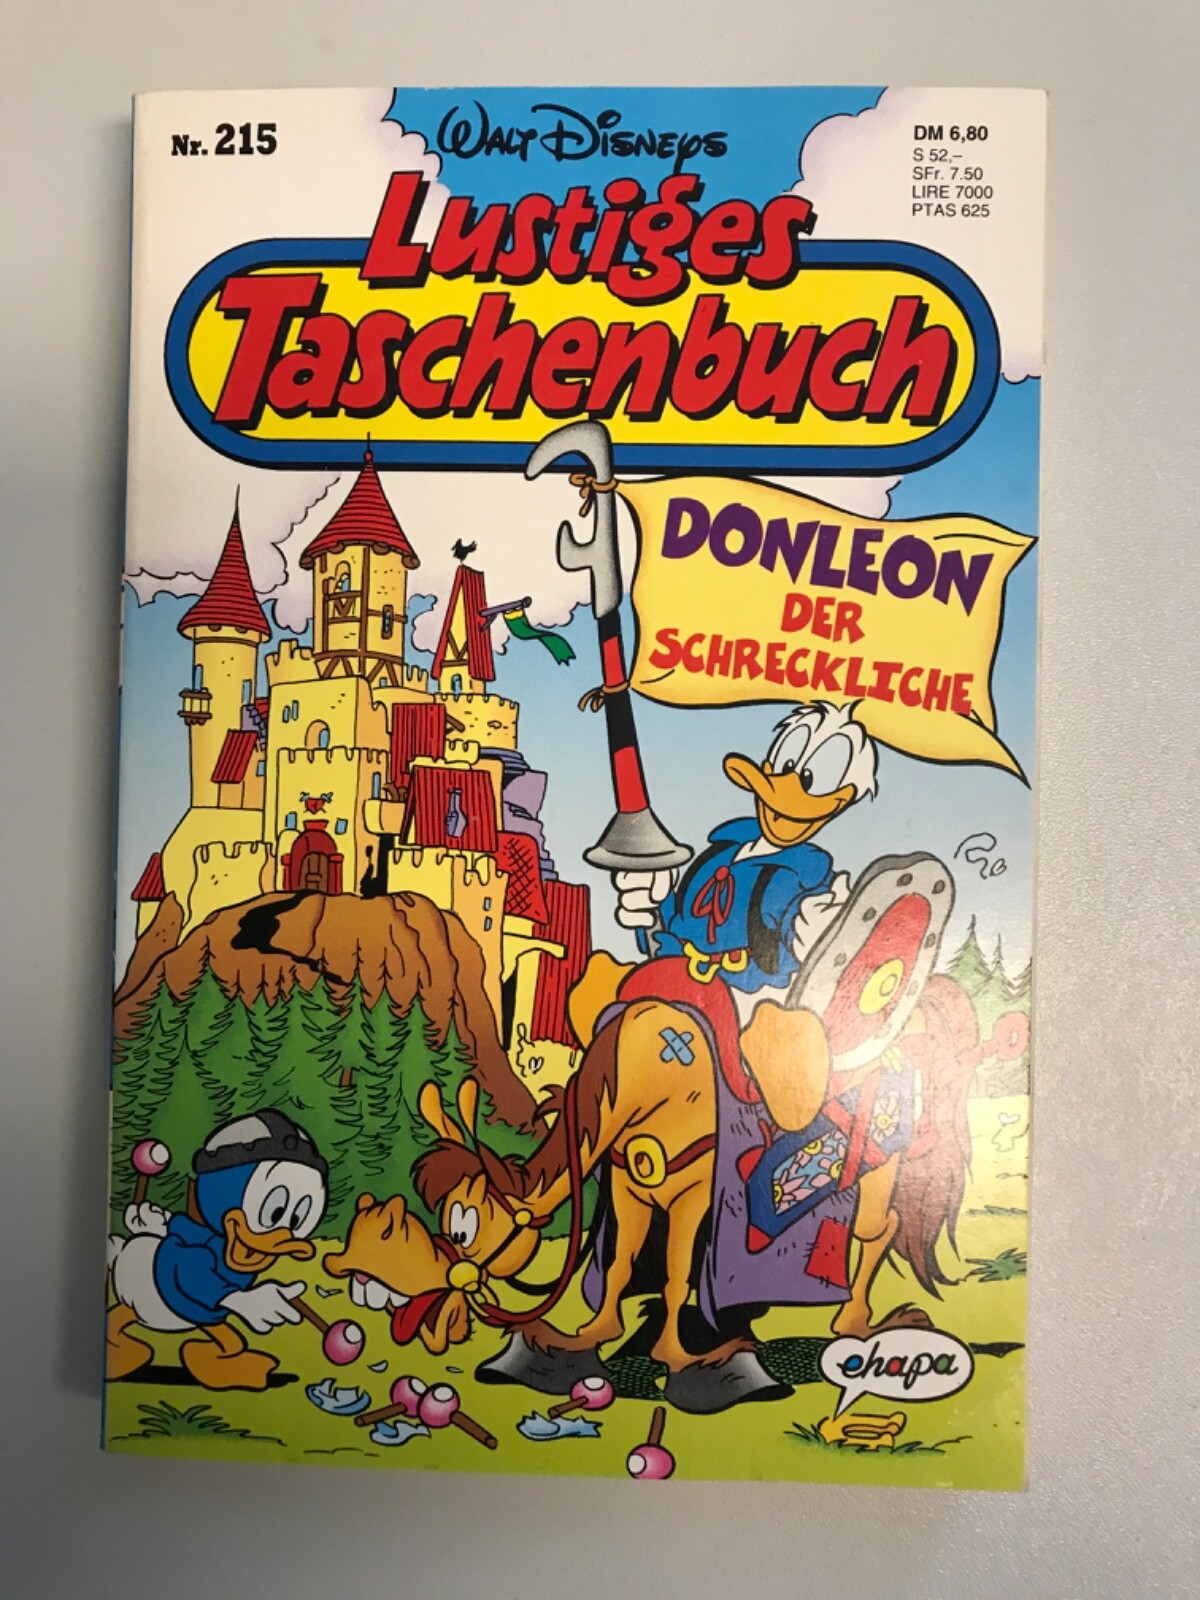 Nr. 215
Walt Disneys
DM 6,80
S 52,–
SFr. 7.50
LIRE 7000
PTAS 625
Lustiges
Taschenbuch
DONLEON
DER
SCHRECKLICHE
ehapa